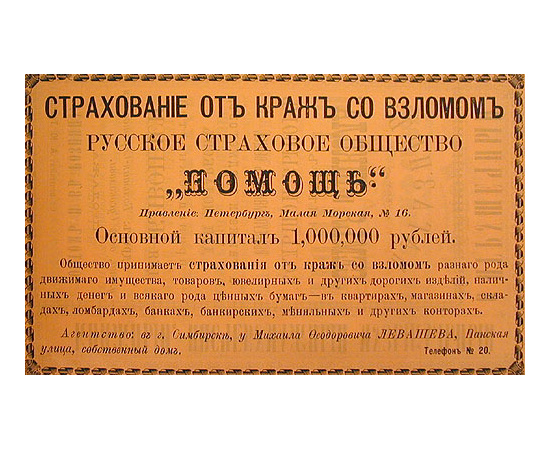 СТРАХОВАНІЕ ОТЪ КРАЖЪ СО ВЗЛОМОМЪ
РУССКОЕ СТРАХОВОЕ ОБЩЕСТВО
„ПОМОЩЬ“
Правленіе: Петербургъ, Малая Морская, № 16.
Основной капиталъ 1,000,000 рублей.
Общество принимаетъ страхованія отъ кражъ со взломомъ разнаго рода
движимаго имущества, товаровъ, ювелирныхъ и другихъ дорогихъ издѣлій, налич-
ныхъ денегъ и всякаго рода цѣнныхъ бумагъ—въ квартирахъ, магазинахъ, скла-
дахъ, ломбардахъ, банкахъ, банкирскихъ, мѣняльныхъ и другихъ конторахъ.
Агентство: въ г. Симбирскѣ, у Михаила Ѳеодоровича ЛЕВАШЕВА, Панская
улица, собственный домъ. Телефонъ № 20.